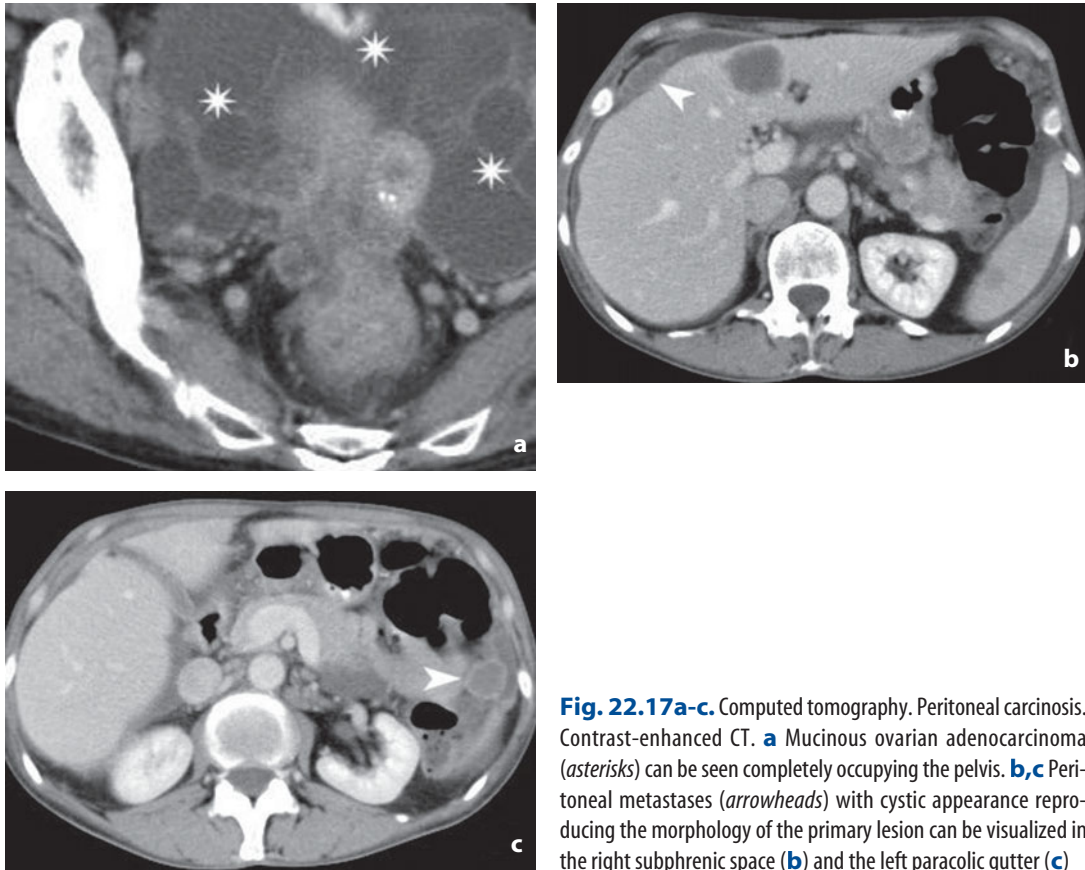 a
b
c
Fig. 22.17a-c. Computed tomography. Peritoneal carcinosis.
Contrast-enhanced CT. a Mucinous ovarian adenocarcinoma
(asterisks) can be seen completely occupying the pelvis. b,c Peri-
toneal metastases (arrowheads) with cystic appearance repro-
ducing the morphology of the primary lesion can be visualized in
the right subphrenic space (b) and the left paracolic gutter (c)